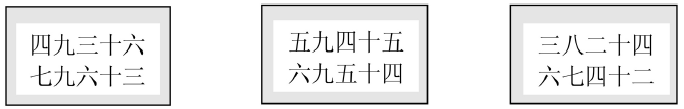 四九三十六
七九六十三
五九四十五
六九五十四
三八二十四
六七四十二